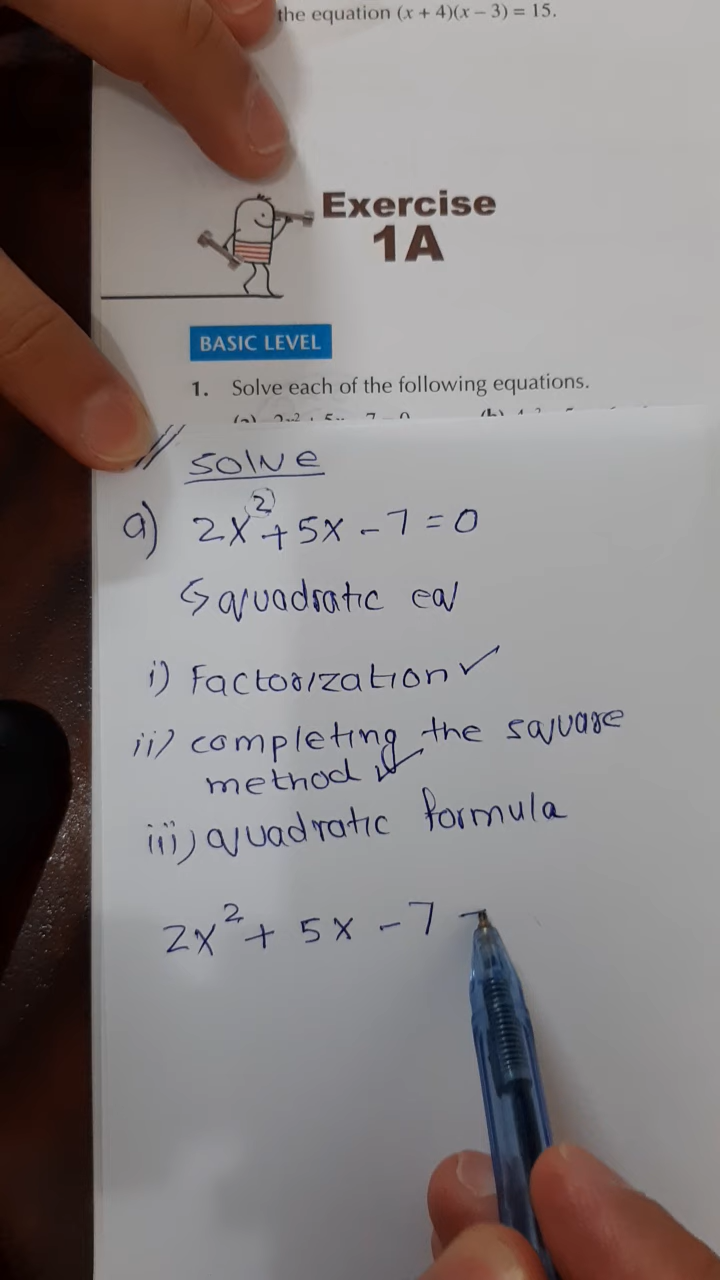 the equation (x + 4)(x − 3) = 15.
Exercise
1A
BASIC LEVEL
1. Solve each of the following equations.
Solve
a) 2x² + 5x - 7 = 0
↳ quadratic eq
i) Factorization ✓
ii) completing the square
method ✓
iii) quadratic formula
2x² + 5x - 7 -